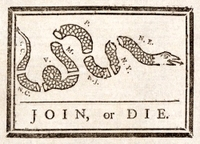 P.
N. E.
M.
V.
N. Y.
N. J.
N. C.
JOIN, or DIE.